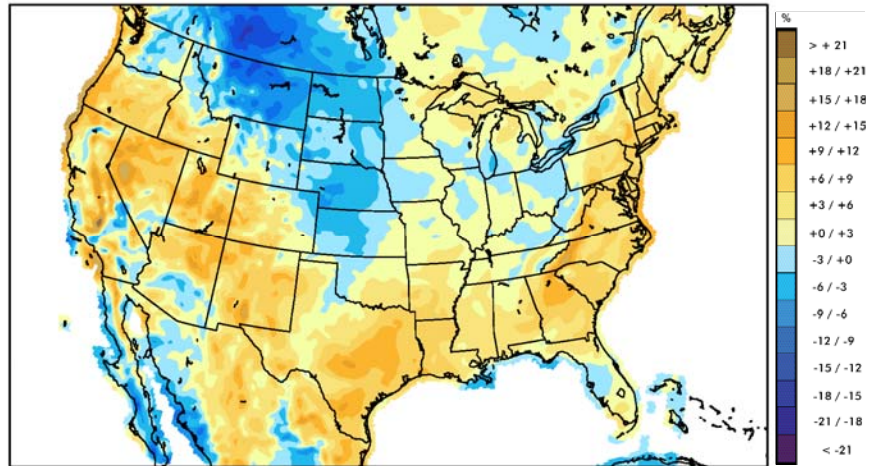 %
> + 21
+18 / +21
+15 / +18
+12 / +15
+9 / +12
+6 / +9
+3 / +6
+0 / +3
-3 / +0
-6 / -3
-9 / -6
-12 / -9
-15 / -12
-18 / -15
-21 / -18
< -21